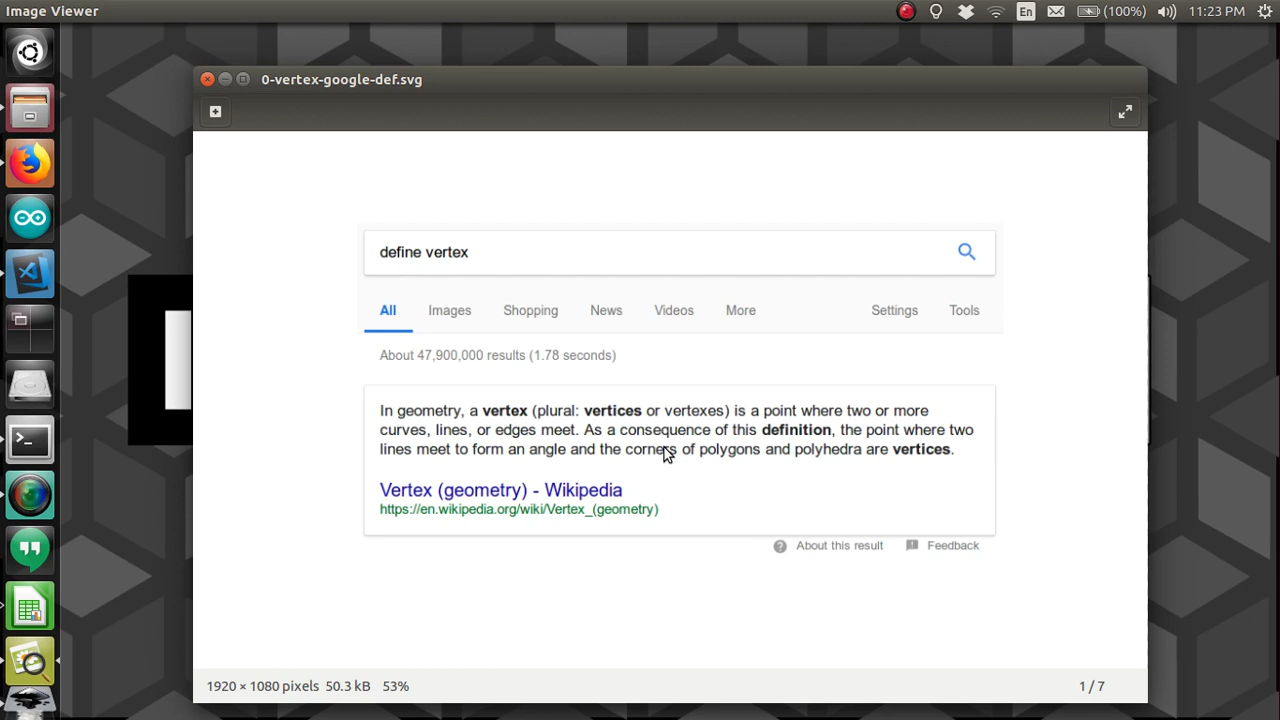 Image Viewer
En
(100%)
11:23 PM
0-vertex-google-def.svg
define vertex
All Images Shopping News Videos More Settings Tools
About 47,900,000 results (1.78 seconds)
In geometry, a vertex (plural: vertices or vertexes) is a point where two or more
curves, lines, or edges meet. As a consequence of this definition, the point where two
lines meet to form an angle and the corners of polygons and polyhedra are vertices.
Vertex (geometry) - Wikipedia
https://en.wikipedia.org/wiki/Vertex_(geometry)
About this result Feedback
1920 × 1080 pixels 50.3 kB 53%
1 / 7